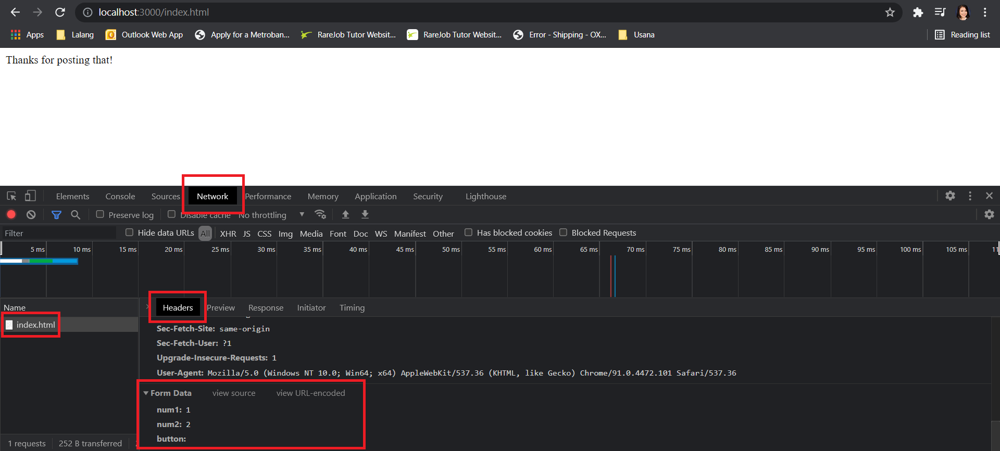 localhost:3000/index.html
Apps Lalang Outlook Web App Apply for a Metroban... RareJob Tutor Websit... RareJob Tutor Websit... Error - Shipping - OX... Usana Reading list
Thanks for posting that!
Elements Console Sources Network Performance Memory Application Security Lighthouse
Preserve log Disable cache No throttling
Filter Hide data URLs All XHR JS CSS Img Media Font Doc WS Manifest Other Has blocked cookies Blocked Requests
5 ms 10 ms 15 ms 20 ms 25 ms 30 ms 35 ms 40 ms 45 ms 50 ms 55 ms 60 ms 65 ms 70 ms 75 ms 80 ms 85 ms 90 ms 95 ms 100 ms 105 ms 11
Name
index.html
Headers Preview Response Initiator Timing
Sec-Fetch-Site: same-origin
Sec-Fetch-User: ?1
Upgrade-Insecure-Requests: 1
User-Agent: Mozilla/5.0 (Windows NT 10.0; Win64; x64) AppleWebKit/537.36 (KHTML, like Gecko) Chrome/91.0.4472.101 Safari/537.36
Form Data view source view URL-encoded
num1: 1
num2: 2
button:
1 requests 252 B transferred